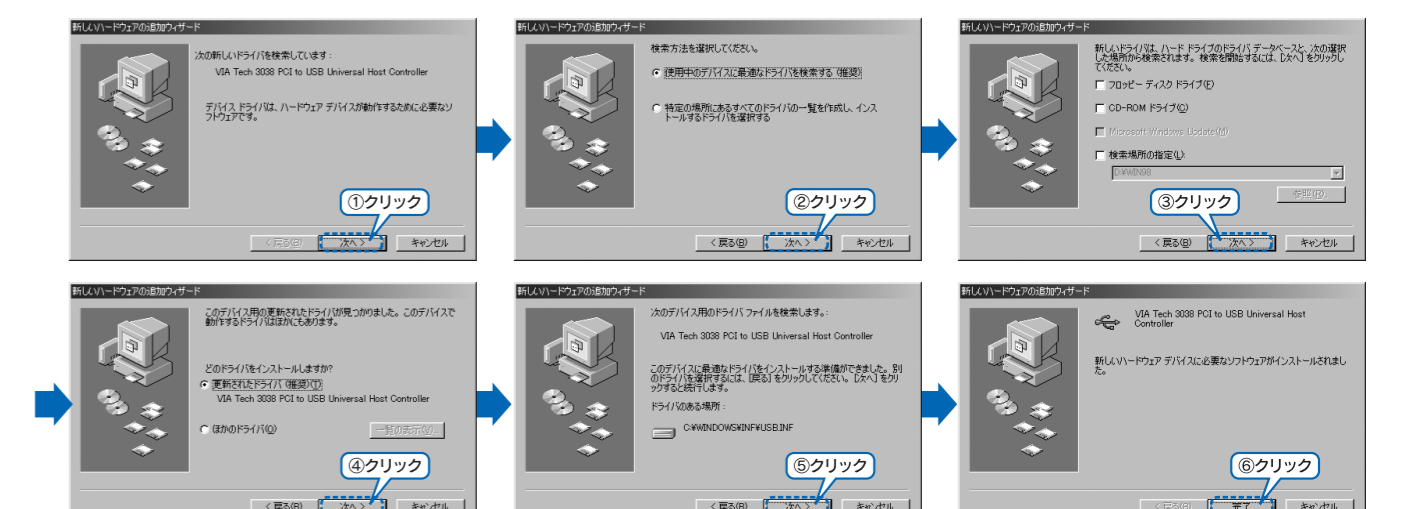 新しいハードウェアの追加ウィザード
次の新しいドライバを検索しています：
VIA Tech 3038 PCI to USB Universal Host Controller
デバイス ドライバは、ハードウェア デバイスが動作するために必要なソ
フトウェアです。
①クリック
< 戻る(B)
次へ >
キャンセル
新しいハードウェアの追加ウィザード
検索方法を選択してください。
使用中のデバイスに最適なドライバを検索する (推奨)
特定の場所にあるすべてのドライバの一覧を作成し、インス
トールするドライバを選択する
②クリック
< 戻る(B)
次へ >
キャンセル
新しいハードウェアの追加ウィザード
新しいドライバは、ハード ドライブのドライバ データベースと、次の選択
した場所から検索されます。検索を開始するには、[次へ] をクリックし
てください。
フロッピー ディスク ドライブ(F)
CD-ROM ドライブ(C)
Microsoft Windows Update(M)
検索場所の指定(L):
D:¥WIN98
参照(R)...
③クリック
< 戻る(B)
次へ >
キャンセル
新しいハードウェアの追加ウィザード
このデバイス用の更新されたドライバが見つかりました。このデバイスで
動作するドライバはほかにもあります。
どのドライバをインストールしますか?
更新されたドライバ (推奨)(T)
VIA Tech 3038 PCI to USB Universal Host Controller
ほかのドライバ(O)
一覧の表示(V)...
④クリック
< 戻る(B)
次へ >
キャンセル
新しいハードウェアの追加ウィザード
次のデバイス用のドライバ ファイルを検索します。:
VIA Tech 3038 PCI to USB Universal Host Controller
このデバイスに最適なドライバをインストールする準備ができました。別
のドライバを選択するには、[戻る] をクリックしてください。[次へ] をクリ
ックすると続行します。
ドライバのある場所：
C:¥WINDOWS¥INF¥USB.INF
⑤クリック
< 戻る(B)
次へ >
キャンセル
新しいハードウェアの追加ウィザード
VIA Tech 3038 PCI to USB Universal Host
Controller
新しいハードウェア デバイスに必要なソフトウェアがインストールされまし
た。
⑥クリック
< 戻る(B)
完了
キャンセル